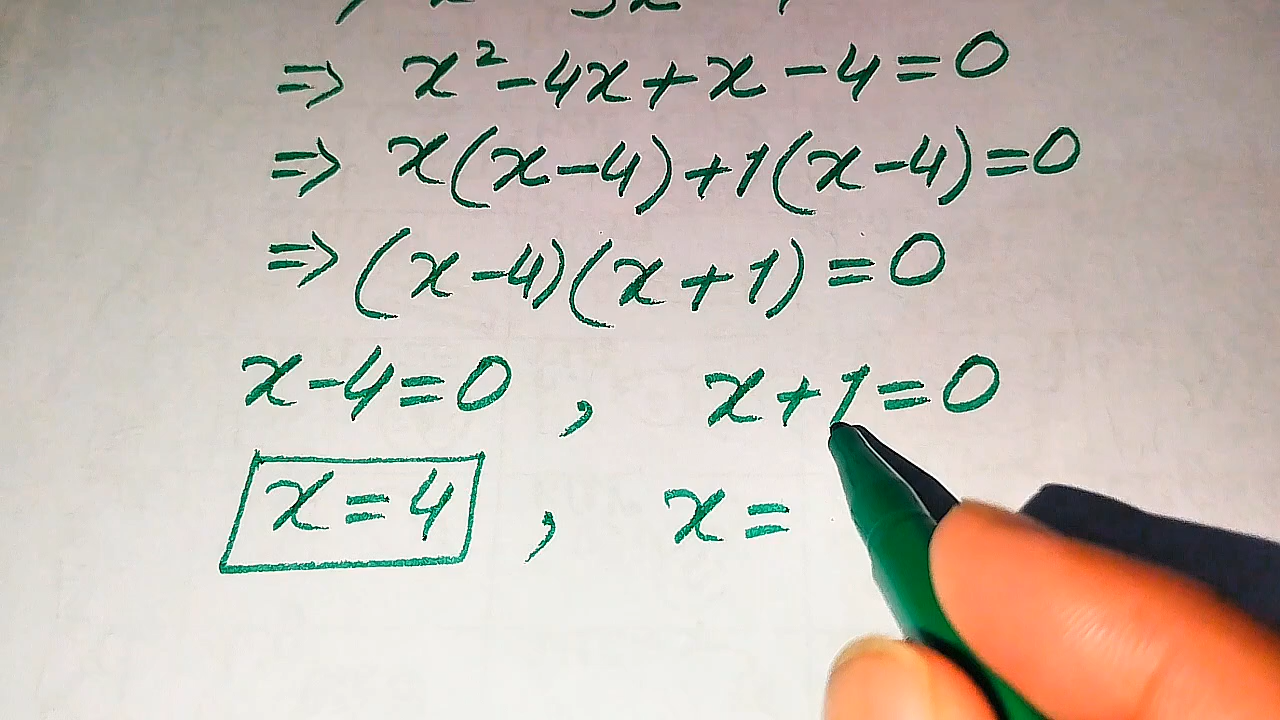 => x²-4x+x-4=0
=> x(x-4)+1(x-4)=0
=> (x-4)(x+1)=0
x-4=0 , x+1=0
x=4 , x=